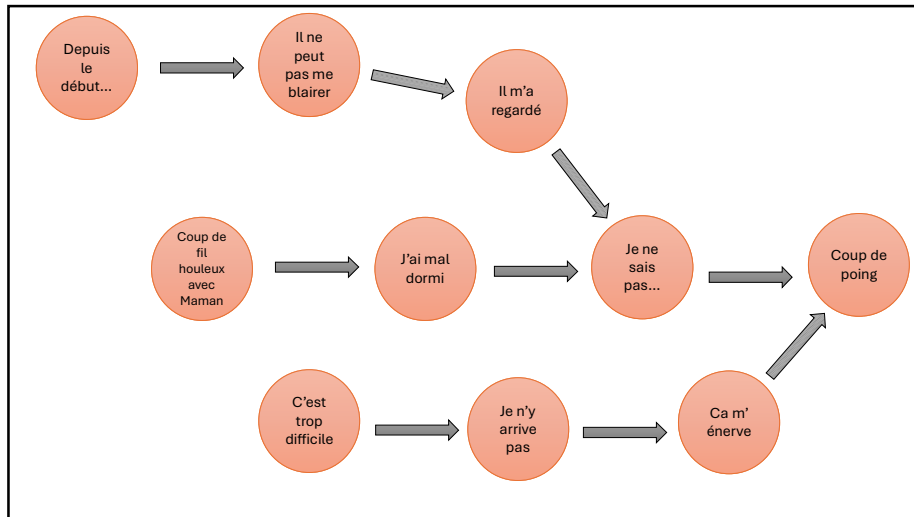 Depuis
le
début...
Il ne
peut
pas me
blairer
Il m'a
regardé
Coup de
fil
houleux
avec
Maman
J'ai mal
dormi
Je ne
sais
pas...
Coup de
poing
C'est
trop
difficile
Je n'y
arrive
pas
Ca m'
énerve